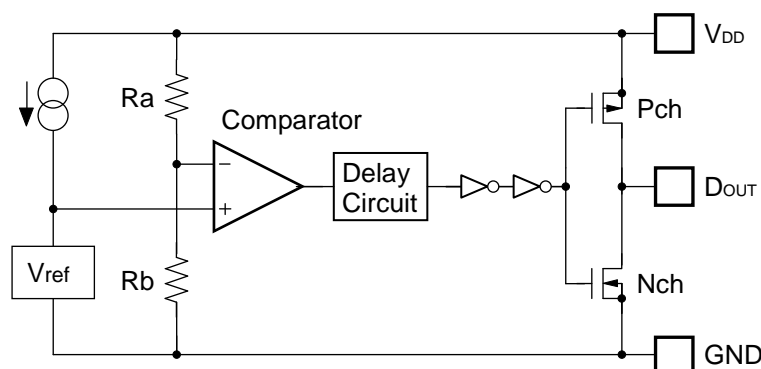 VDD
Ra
Pch
Comparator
−
Delay
Circuit
DOUT
+
Vref
Rb
Nch
GND